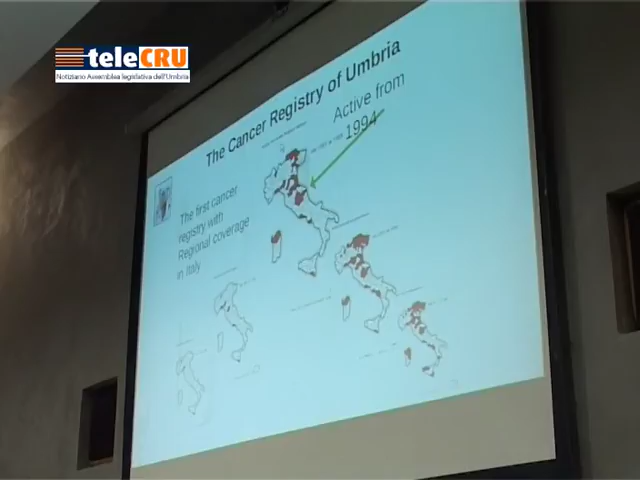 teleCRU
Notiziario Assemblea legislativa dell'Umbria
The Cancer Registry of Umbria
Active from
1994
The first cancer
registry with
Regional coverage
in Italy